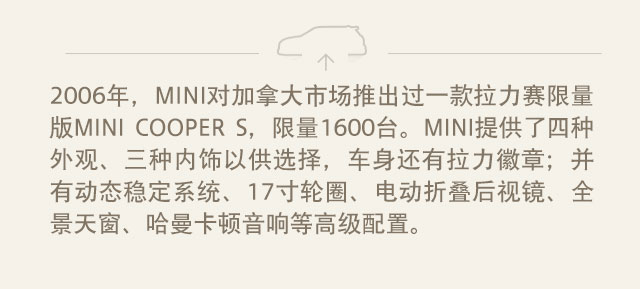 2006年，MINI对加拿大市场推出过一款拉力赛限量
版MINI COOPER S，限量1600台。MINI提供了四种
外观、三种内饰以供选择，车身还有拉力徽章；并
有动态稳定系统、17寸轮圈、电动折叠后视镜、全
景天窗、哈曼卡顿音响等高级配置。